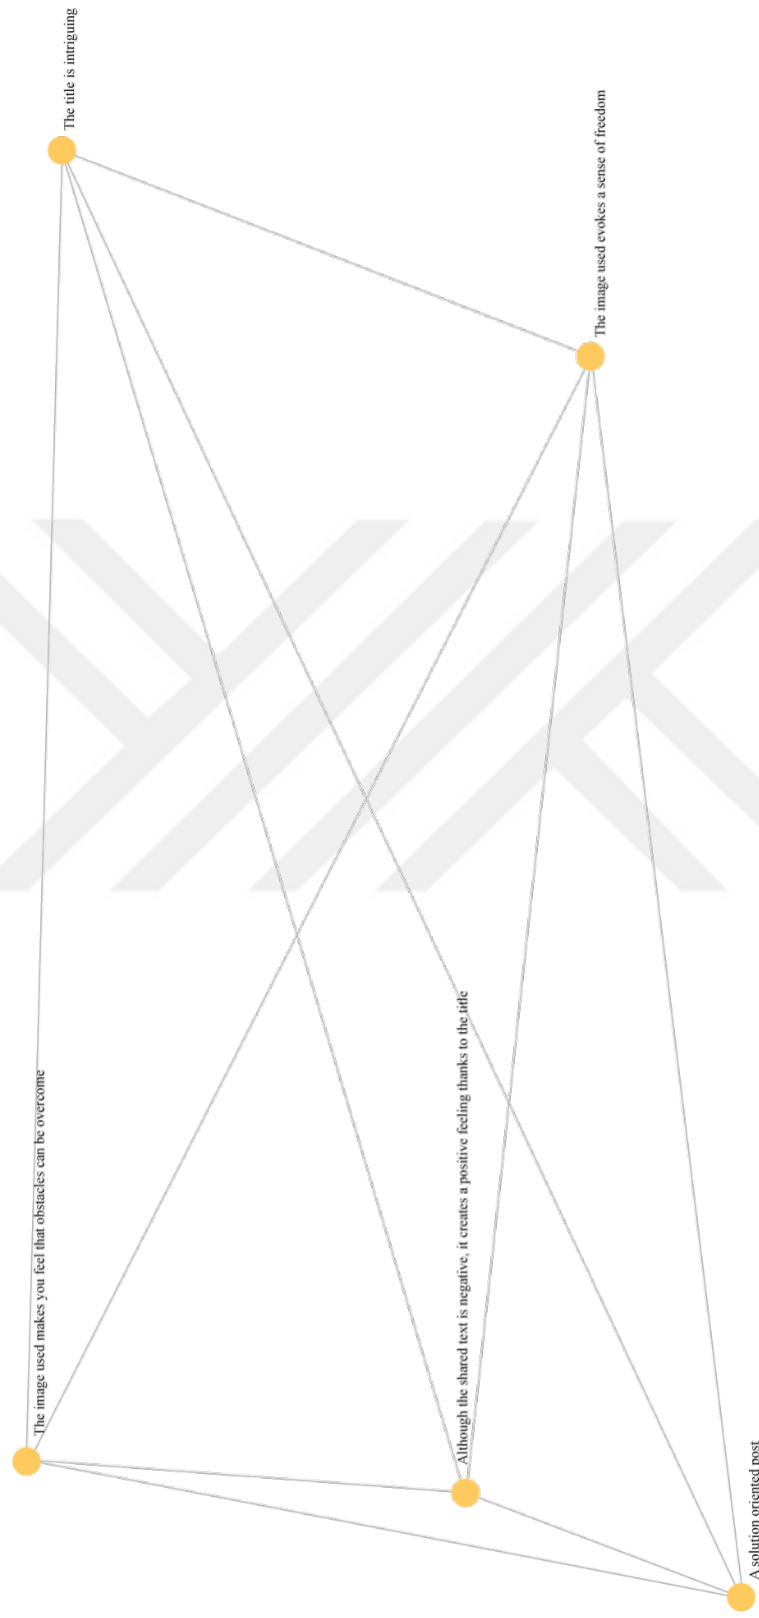 The title is intriguing
The image used evokes a sense of freedom
The image used makes you feel that obstacles can be overcome
Although the shared text is negative, it creates a positive feeling thanks to the title
A solution oriented post